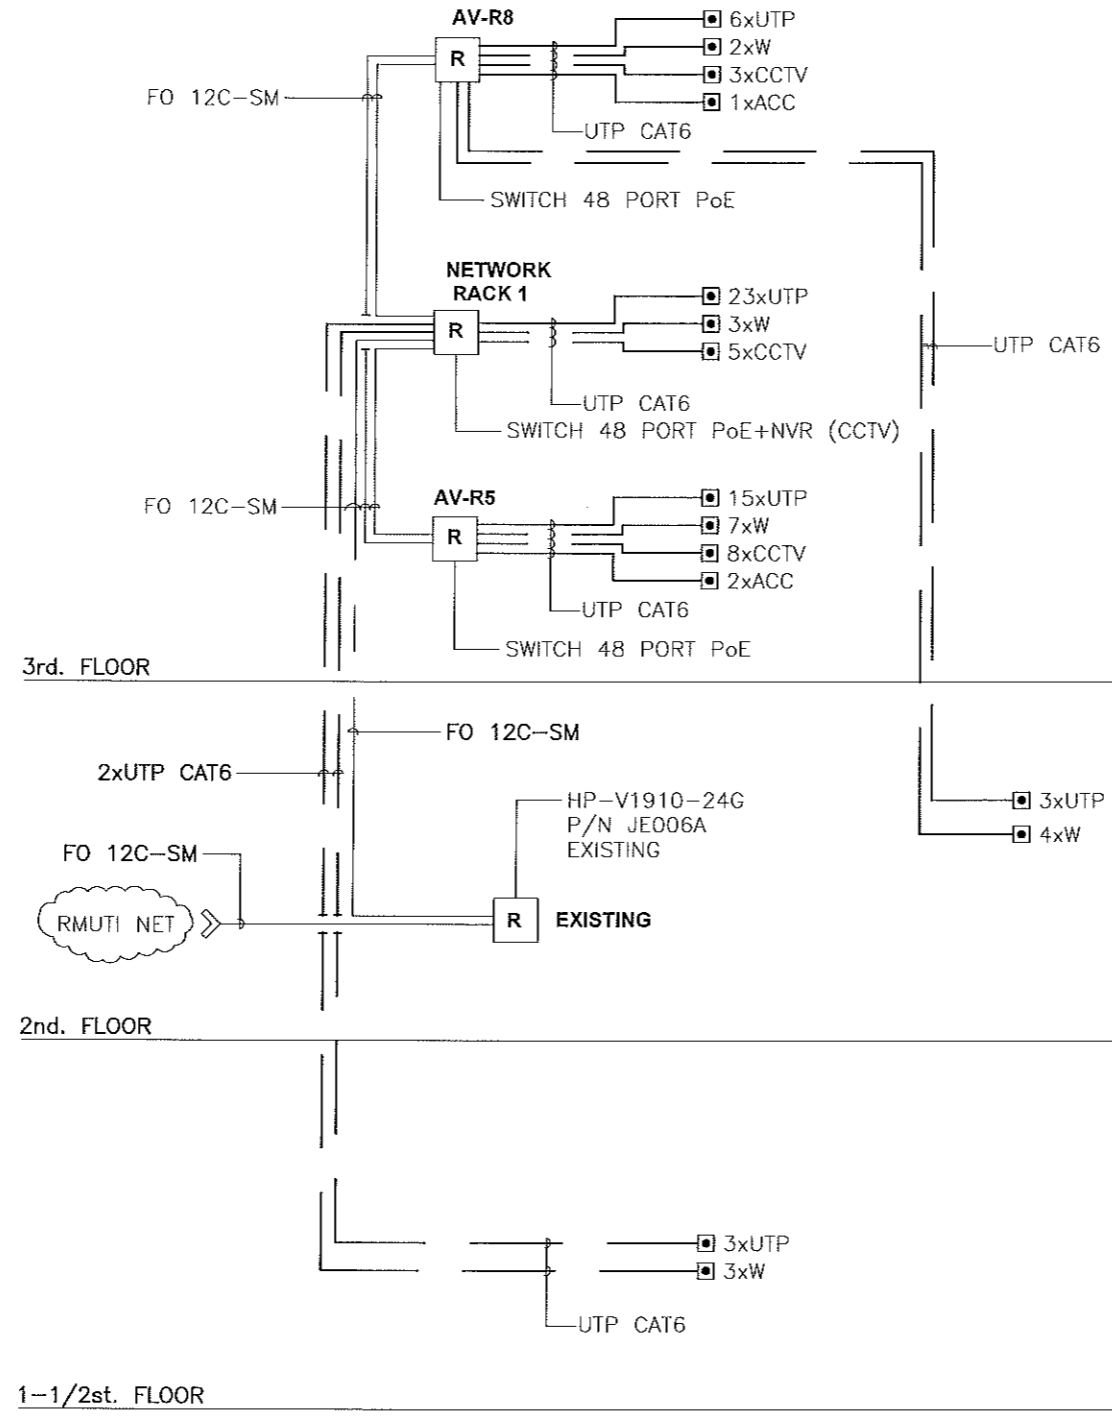 AV-R8
R
6xUTP
2xW
3xCCTV
1xACC
FO 12C-SM
UTP CAT6
SWITCH 48 PORT PoE
NETWORK
RACK 1
R
23xUTP
3xW
5xCCTV
UTP CAT6
UTP CAT6
SWITCH 48 PORT PoE+NVR (CCTV)
AV-R5
R
15xUTP
7xW
8xCCTV
2xACC
FO 12C-SM
UTP CAT6
SWITCH 48 PORT PoE
3rd. FLOOR
FO 12C-SM
2xUTP CAT6
HP-V1910-24G
P/N JE006A
EXISTING
3xUTP
4xW
FO 12C-SM
RMUTI NET
R
EXISTING
2nd. FLOOR
3xUTP
3xW
UTP CAT6
1-1/2st. FLOOR